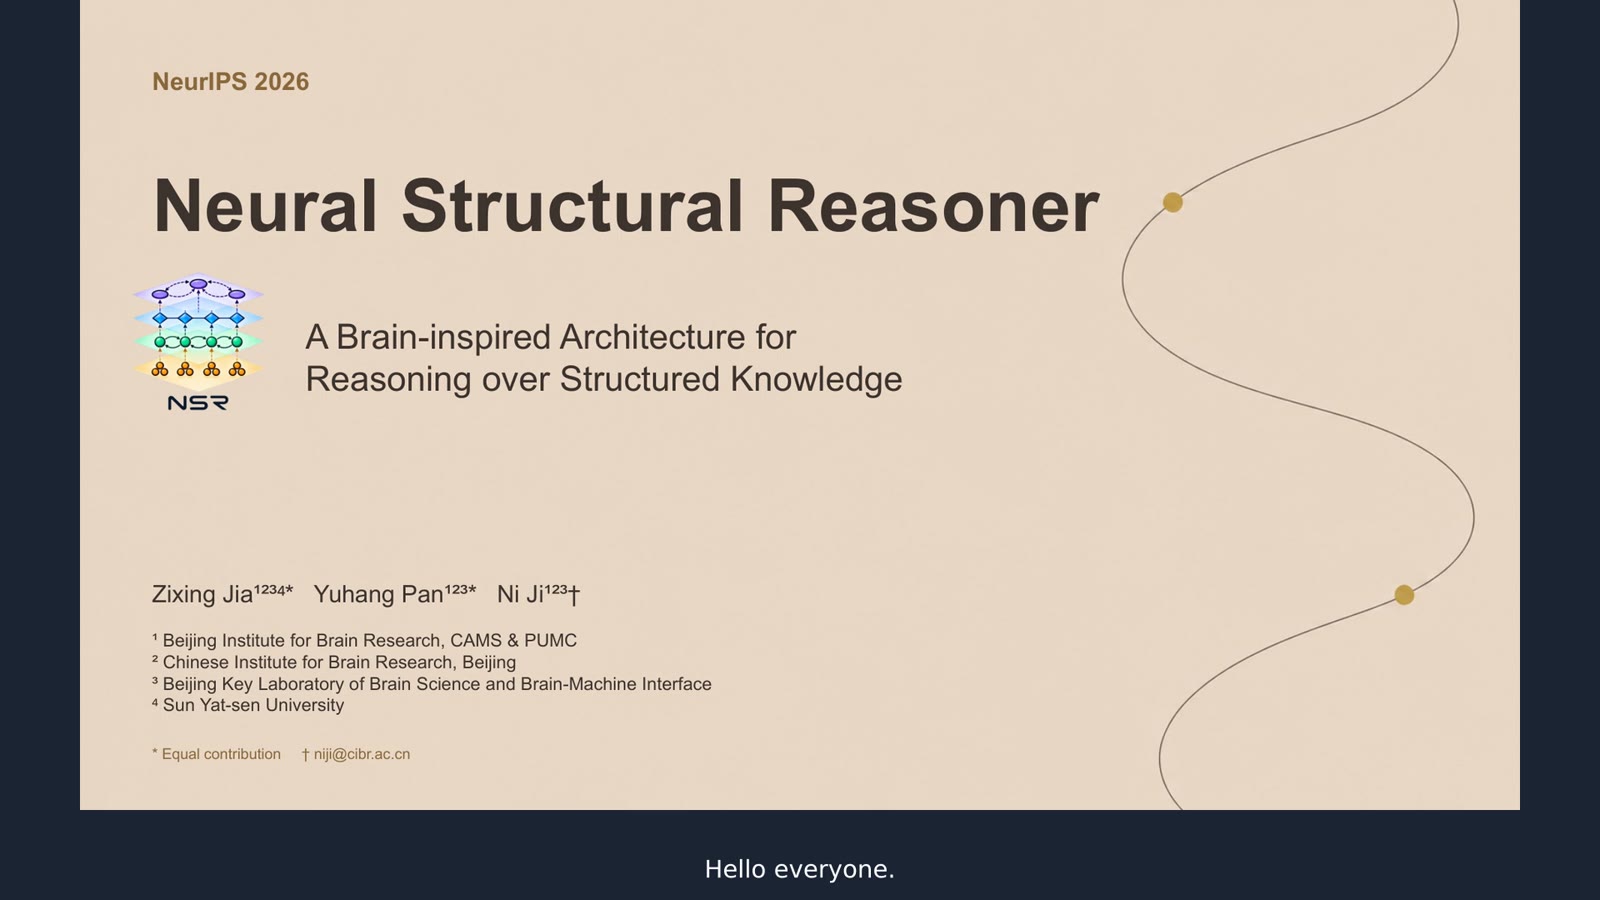 NeurIPS 2026
Neural Structural Reasoner
NSR
A Brain-inspired Architecture for
Reasoning over Structured Knowledge
Zixing Jia¹²³⁴* Yuhang Pan¹²³* Ni Ji¹²³†
¹ Beijing Institute for Brain Research, CAMS & PUMC
² Chinese Institute for Brain Research, Beijing
³ Beijing Key Laboratory of Brain Science and Brain-Machine Interface
⁴ Sun Yat-sen University
* Equal contribution † niji@cibr.ac.cn
Hello everyone.